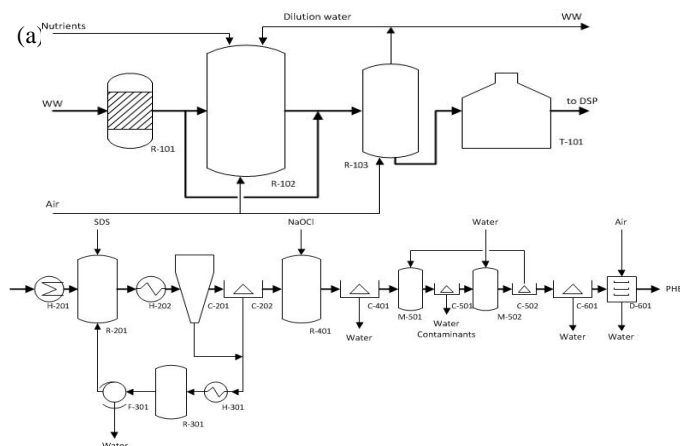 (a)
Nutrients
Dilution water
WW
WW
R-101
R-102
R-103
to DSP
T-101
Air
SDS
NaOCl
Water
Air
H-201
R-201
H-202
C-201
C-202
R-401
C-401
M-501
C-501
M-502
C-502
C-601
D-601
PHB
Water
Water
Contaminants
Water
Water
F-301
R-301
H-301
Water